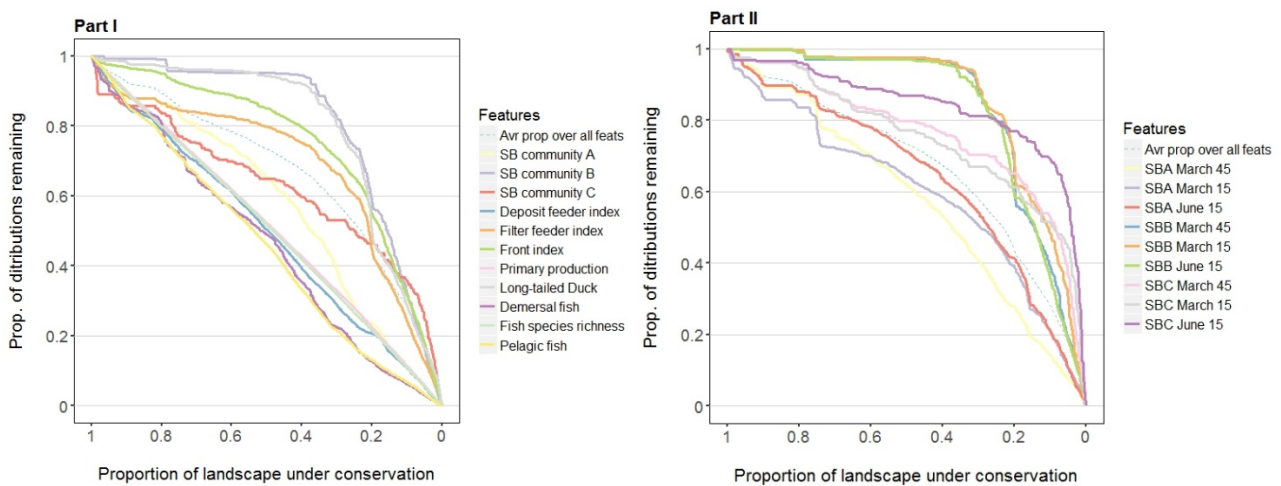 Part I
Prop. of ditributions remaining
1
0.8
0.6
0.4
0.2
0
1 0.8 0.6 0.4 0.2 0
Proportion of landscape under conservation
Features
Avr prop over all feats
SB community A
SB community B
SB community C
Deposit feeder index
Filter feeder index
Front index
Primary production
Long-tailed Duck
Demersal fish
Fish species richness
Pelagic fish
Part II
Prop. of ditributions remaining
1
0.8
0.6
0.4
0.2
0
1 0.8 0.6 0.4 0.2 0
Proportion of landscape under conservation
Features
Avr prop over all feats
SBA March 45
SBA March 15
SBA June 15
SBB March 45
SBB March 15
SBB June 15
SBC March 45
SBC March 15
SBC June 15